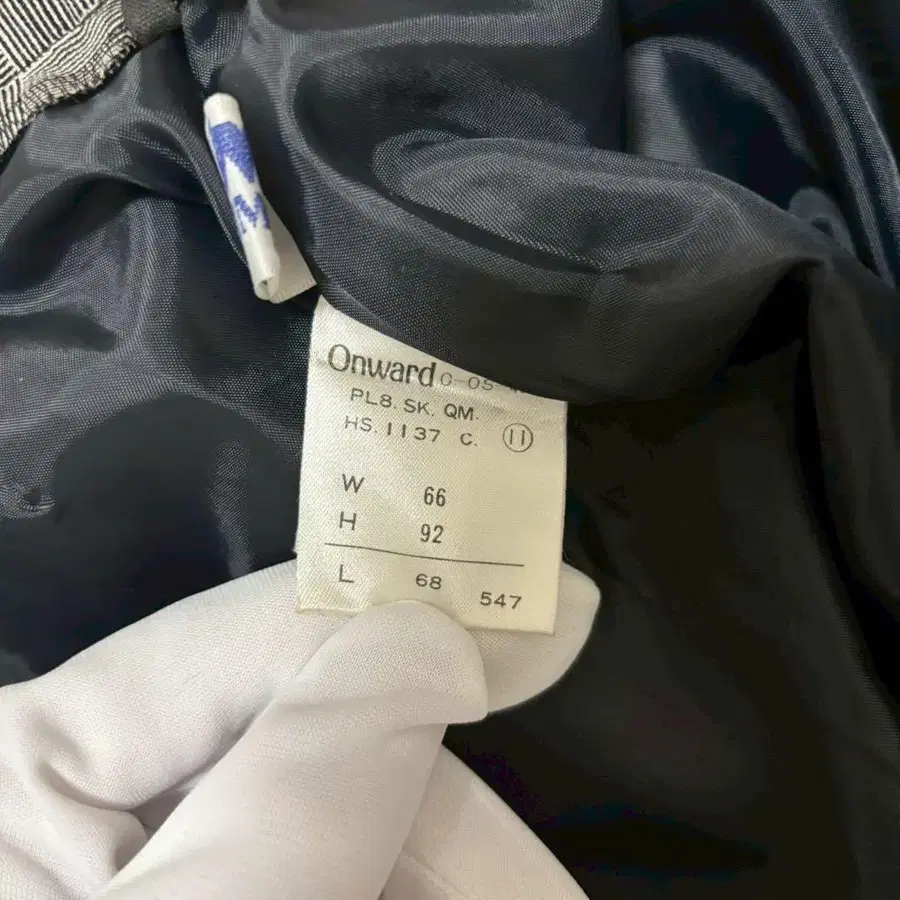 Onward
PL8. SK. QM.
HS. 1137 C. ⑪
W 66
H 92
L 68 547